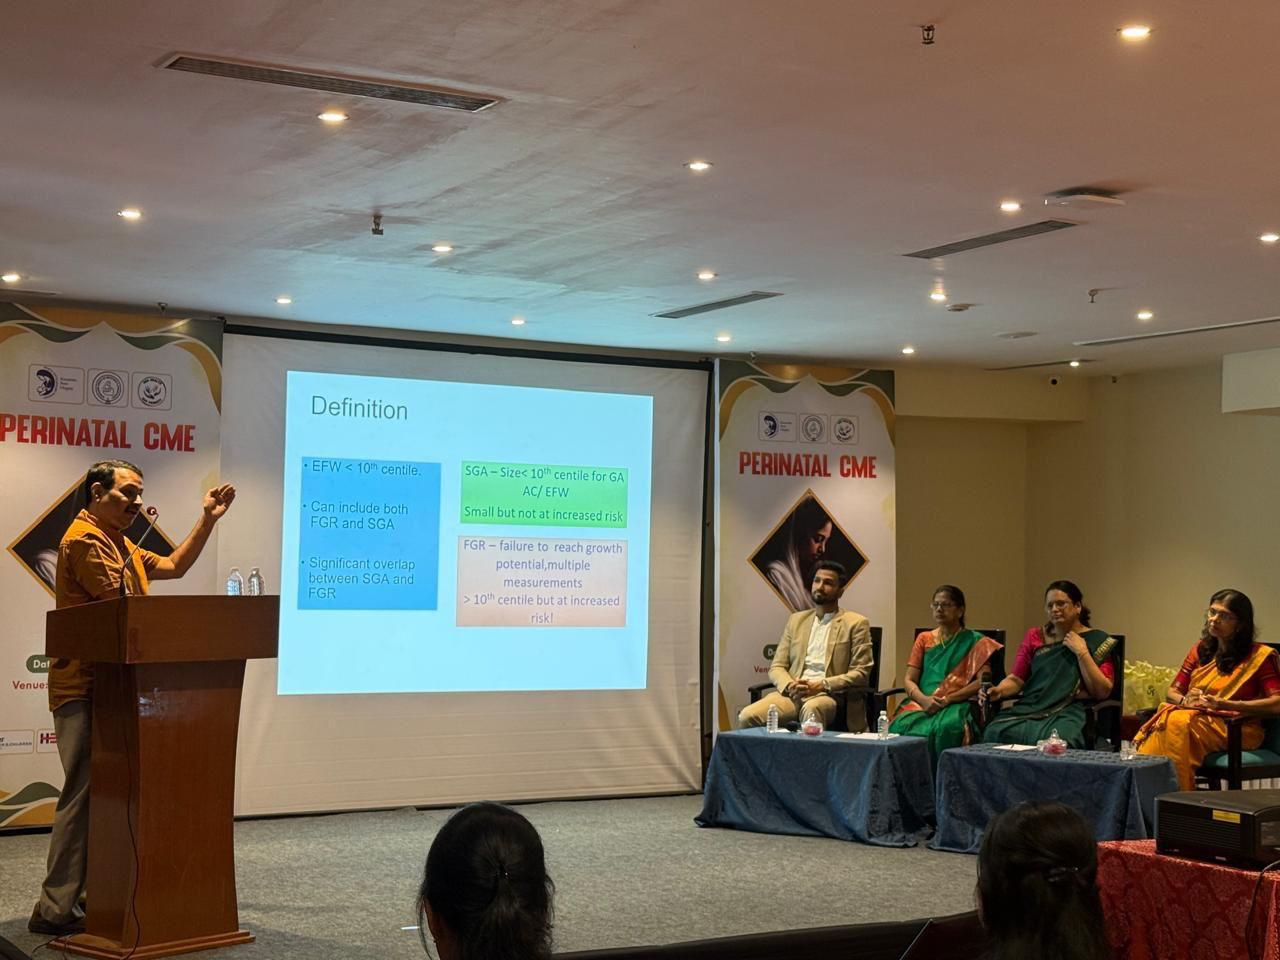 PERINATAL CME
Venue:
Definition
• EFW < 10th centile.
• Can include both
FGR and SGA
• Significant overlap
between SGA and
FGR
SGA – Size< 10th centile for GA
AC/ EFW
Small but not at increased risk
FGR – failure to reach growth
potential,multiple
measurements
> 10th centile but at increased
risk!
PERINATAL CME